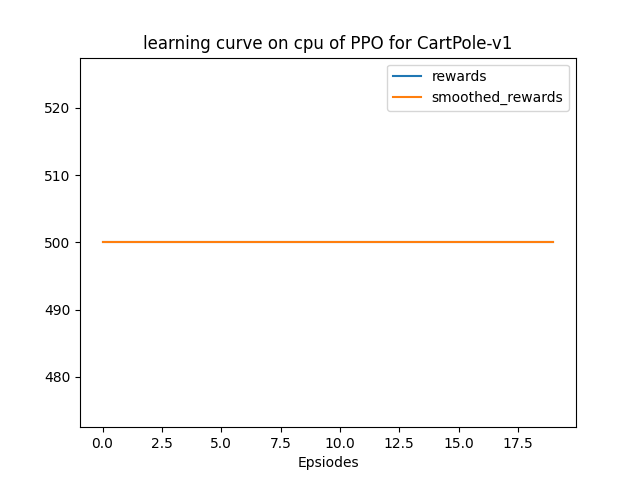 learning curve on cpu of PPO for CartPole-v1
rewards
smoothed_rewards
520
510
500
490
480
0.0 2.5 5.0 7.5 10.0 12.5 15.0 17.5
Epsiodes